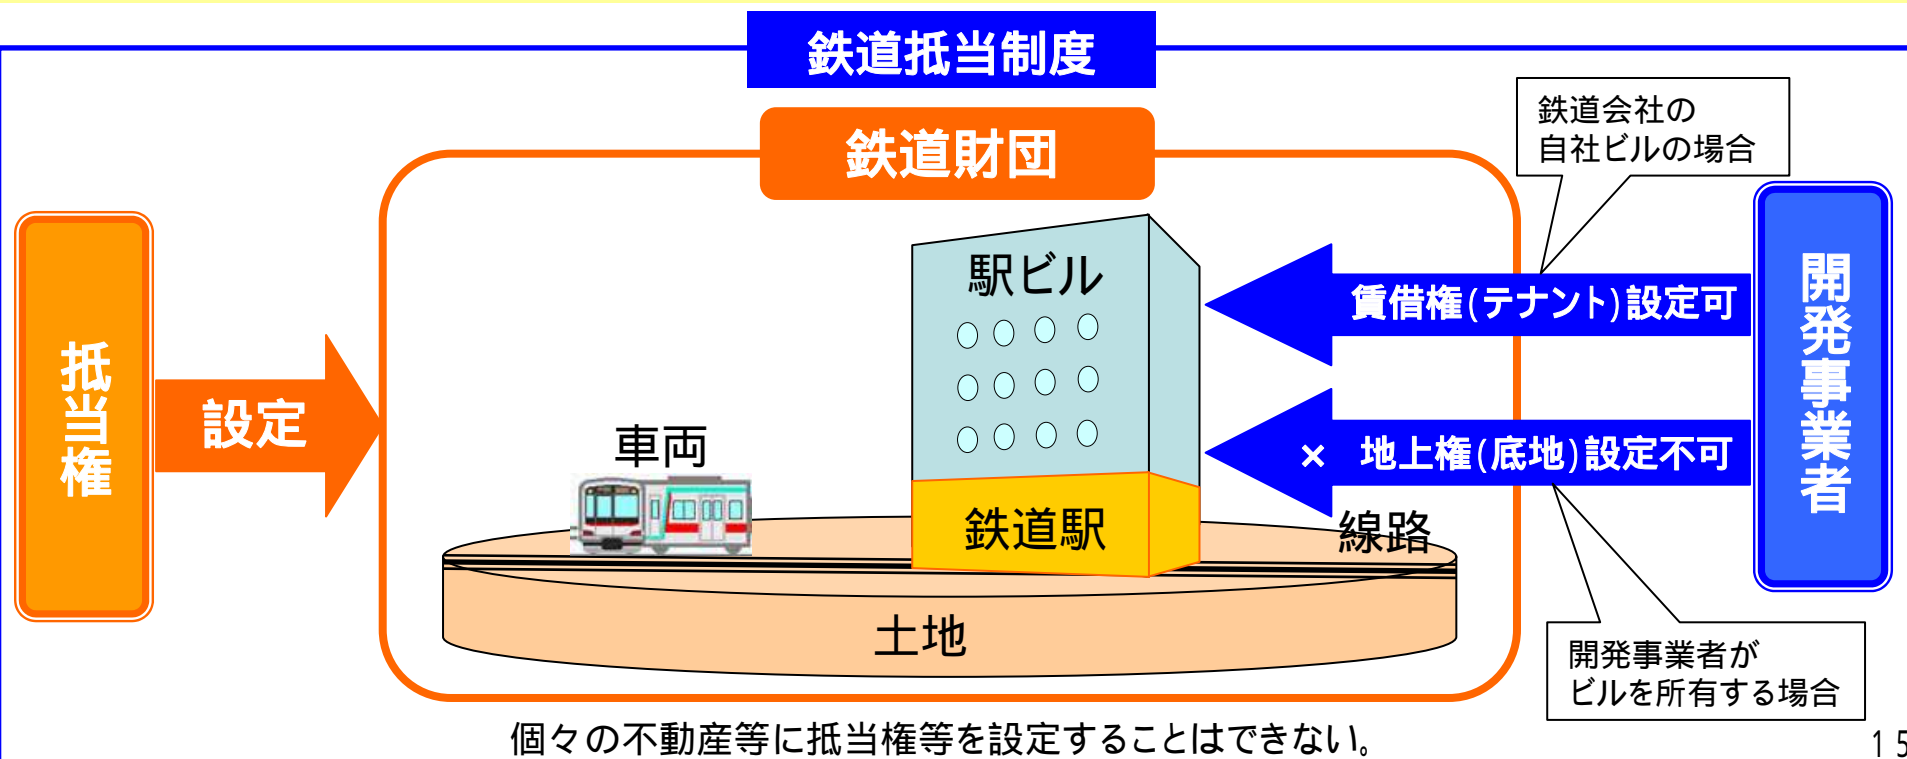 鉄道抵当制度
鉄道財団
鉄道会社の
自社ビルの場合
抵当権
設定
駅ビル
賃借権(テナント)設定可
× 地上権(底地)設定不可
開発事業者
車両
鉄道駅
線路
土地
開発事業者が
ビルを所有する場合
個々の不動産等に抵当権等を設定することはできない。
15